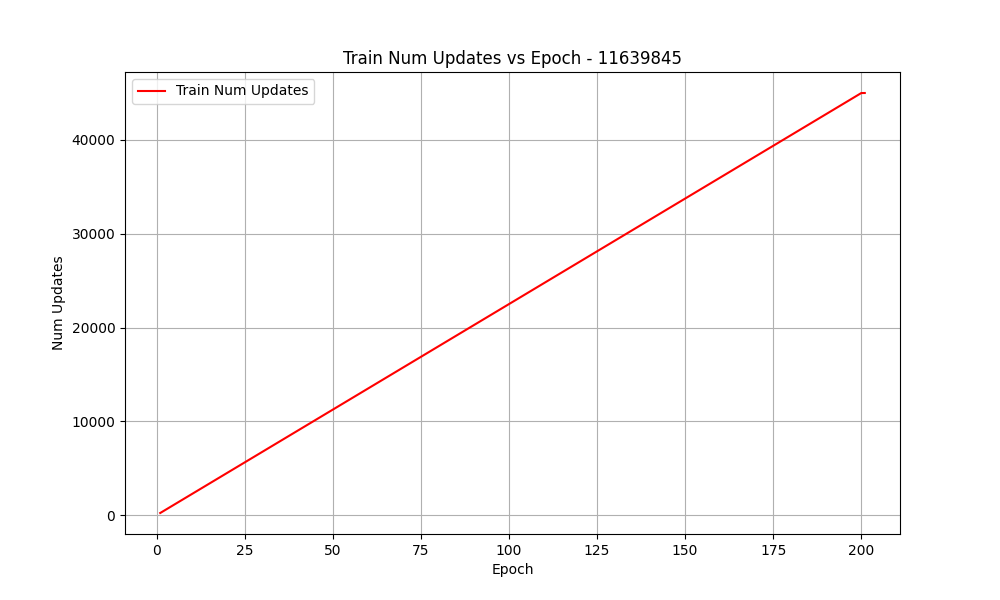 Train Num Updates vs Epoch - 11639845
Train Num Updates
40000
30000
20000
10000
0
Num Updates
0 25 50 75 100 125 150 175 200
Epoch